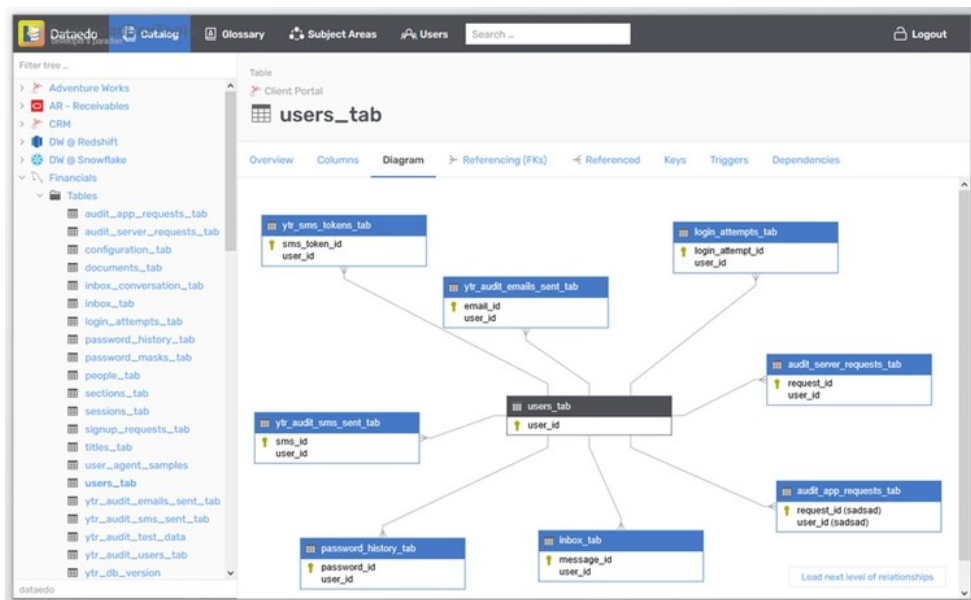 Dataedo
Catalog
Glossary
Subject Areas
Users
Search ...
Logout
Filter tree ...
Adventure Works
AR - Receivables
CRM
DW @ Redshift
DW @ Snowflake
Financials
Tables
audit_app_requests_tab
audit_server_requests_tab
configuration_tab
documents_tab
inbox_conversation_tab
inbox_tab
login_attempts_tab
password_history_tab
password_masks_tab
people_tab
sections_tab
sessions_tab
signup_requests_tab
titles_tab
user_agent_samples
users_tab
ytr_audit_emails_sent_tab
ytr_audit_sms_sent_tab
ytr_audit_test_data
ytr_audit_users_tab
ytr_db_version
dataedo
Table
Client Portal
users_tab
Overview
Columns
Diagram
Referencing (FKs)
Referenced
Keys
Triggers
Dependencies
ytr_sms_tokens_tab
sms_token_id
user_id
login_attempts_tab
login_attempt_id
user_id
ytr_audit_emails_sent_tab
email_id
user_id
audit_server_requests_tab
request_id
user_id
users_tab
user_id
ytr_audit_sms_sent_tab
sms_id
user_id
audit_app_requests_tab
request_id (sadsad)
user_id (sadsad)
password_history_tab
password_id
user_id
inbox_tab
message_id
user_id
Load next level of relationships